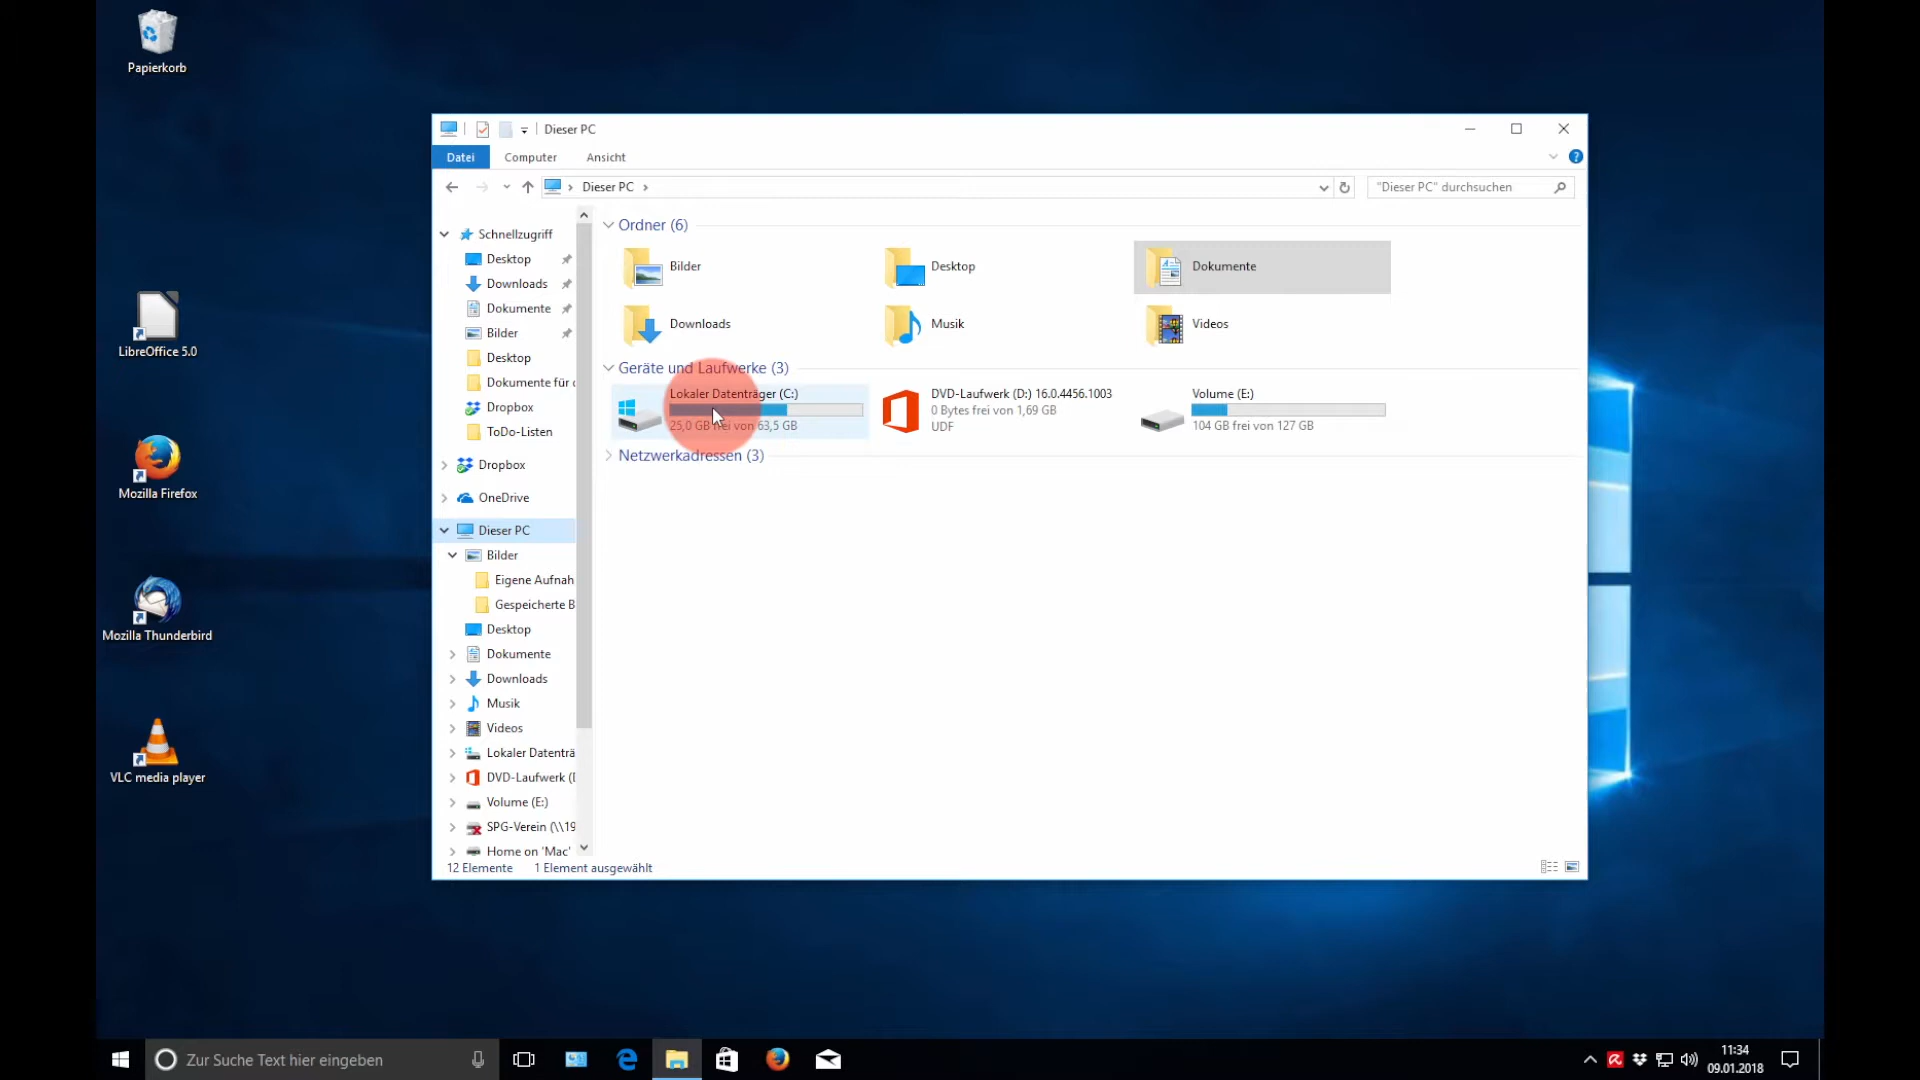 Papierkorb
LibreOffice 5.0
Mozilla Firefox
Mozilla Thunderbird
VLC media player
Dieser PC
Datei Computer Ansicht
Dieser PC
"Dieser PC" durchsuchen
Schnellzugriff
Desktop
Downloads
Dokumente
Bilder
Desktop
Dokumente für
Dropbox
ToDo-Listen
Dropbox
OneDrive
Dieser PC
Bilder
Eigene Aufnah
Gespeicherte B
Desktop
Dokumente
Downloads
Musik
Videos
Lokaler Datenträ
DVD-Laufwerk (D
Volume (E:)
SPG-Verein (\\19
Home on 'Mac'
Ordner (6)
Bilder
Desktop
Dokumente
Downloads
Musik
Videos
Geräte und Laufwerke (3)
Lokaler Datenträger (C:)
25,0 GB frei von 63,5 GB
DVD-Laufwerk (D:) 16.0.4456.1003
0 Bytes frei von 1,69 GB
UDF
Volume (E:)
104 GB frei von 127 GB
Netzwerkadressen (3)
12 Elemente 1 Element ausgewählt
Zur Suche Text hier eingeben
11:34
09.01.2018